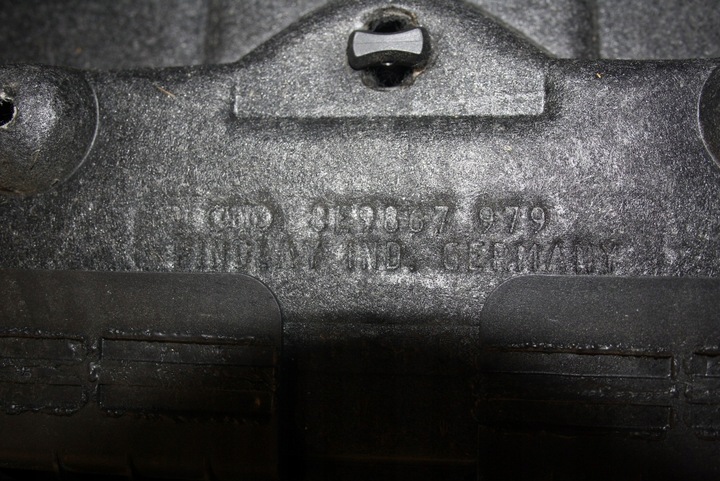 8E9867 979
FINDLAY IND. GERMANY